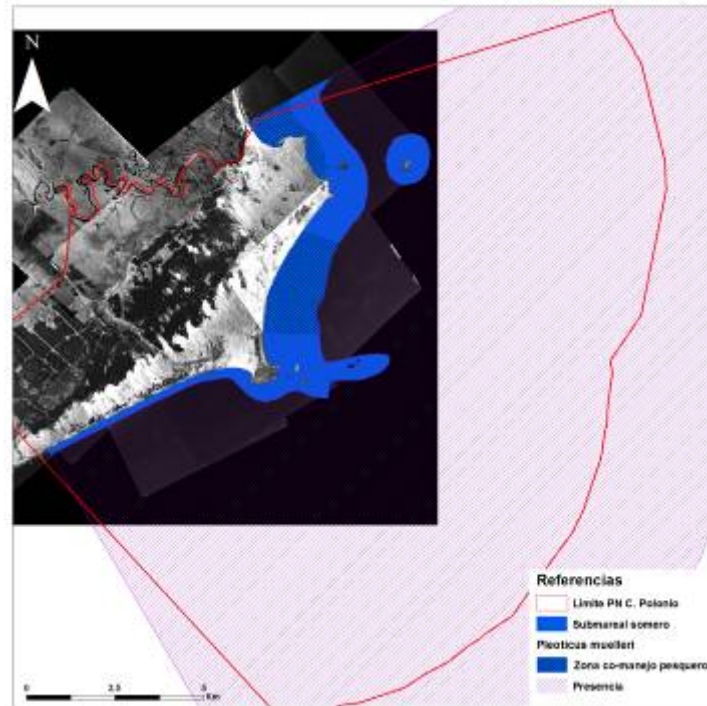 N
Referencias
Limite PN C. Polonio
Submareal somero
Pleoticus muelleri
Zona co-manejo pesquero
Presencia
0 2,5 5
Km